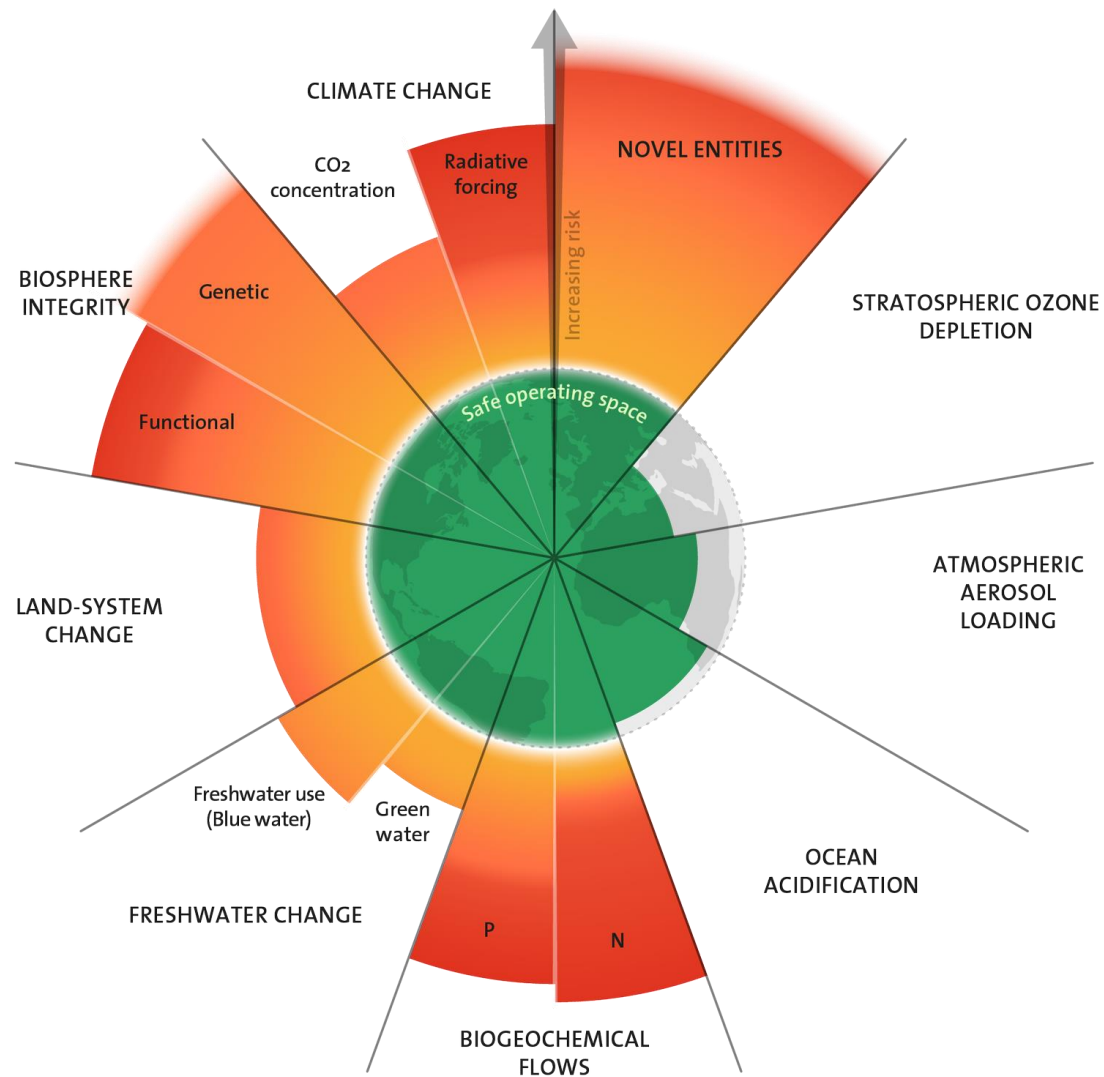 CLIMATE CHANGE
CO2
concentration
Radiative
forcing
NOVEL ENTITIES
Increasing risk
BIOSPHERE
INTEGRITY
Genetic
Functional
STRATOSPHERIC OZONE
DEPLETION
Safe operating space
ATMOSPHERIC
AEROSOL
LOADING
LAND-SYSTEM
CHANGE
Freshwater use
(Blue water)
Green
water
FRESHWATER CHANGE
OCEAN
ACIDIFICATION
P
N
BIOGEOCHEMICAL
FLOWS